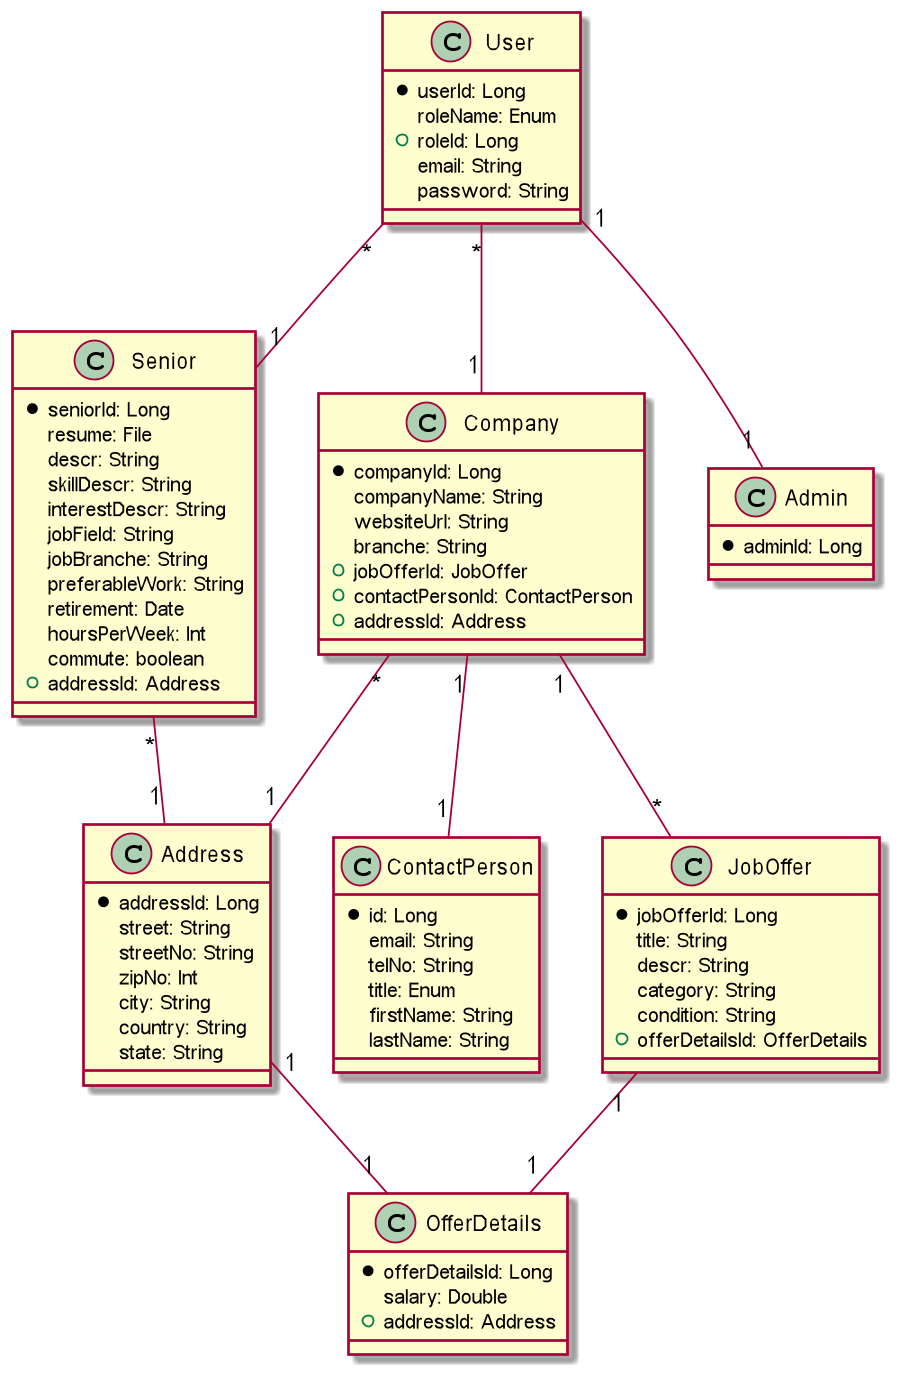 C User
userId: Long
roleName: Enum
roleId: Long
email: String
password: String
* * 1
1 1 1
C Senior
seniorId: Long
resume: File
descr: String
skillDescr: String
interestDescr: String
jobField: String
jobBranche: String
preferableWork: String
retirement: Date
hoursPerWeek: Int
commute: boolean
addressId: Address
C Company
companyId: Long
companyName: String
websiteUrl: String
branche: String
jobOfferId: JobOffer
contactPersonId: ContactPerson
addressId: Address
C Admin
adminId: Long
* * 1 1
1 1 1 *
C Address
addressId: Long
street: String
streetNo: String
zipNo: Int
city: String
country: String
state: String
C ContactPerson
id: Long
email: String
telNo: String
title: Enum
firstName: String
lastName: String
C JobOffer
jobOfferId: Long
title: String
descr: String
category: String
condition: String
offerDetailsId: OfferDetails
1 1
1 1
C OfferDetails
offerDetailsId: Long
salary: Double
addressId: Address